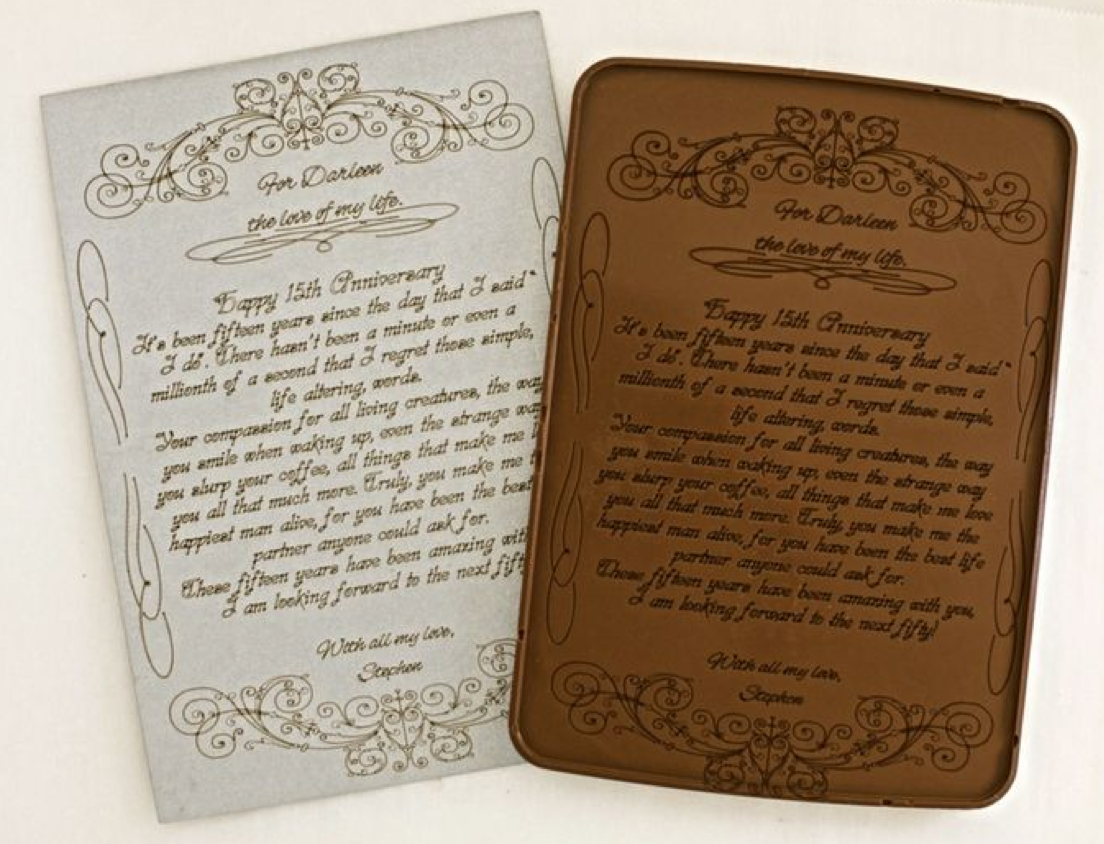 For Darleen
the love of my life.
Happy 15th Anniversary
It's been fifteen years since the day that I said "
I do". There hasn't been a minute or even a
millionth of a second that I regret those simple,
life altering, words.
Your compassion for all living creatures, the way
you smile when waking up, even the strange way
you slurp your coffee, all things that make me l
you all that much more. Truly, you make me t
happiest man alive, for you have been the best
partner anyone could ask for.
These fifteen years have been amazing with
I am looking forward to the next fift
With all my love,
Stephen
For Darleen
the love of my life.
Happy 15th Anniversary
It's been fifteen years since the day that I said "
I do". There hasn't been a minute or even a
millionth of a second that I regret those simple,
life altering, words.
Your compassion for all living creatures, the way
you smile when waking up, even the strange way
you slurp your coffee, all things that make me love
you all that much more. Truly, you make me the
happiest man alive, for you have been the best life
partner anyone could ask for.
These fifteen years have been amazing with you,
I am looking forward to the next fifty!
With all my love,
Stephen